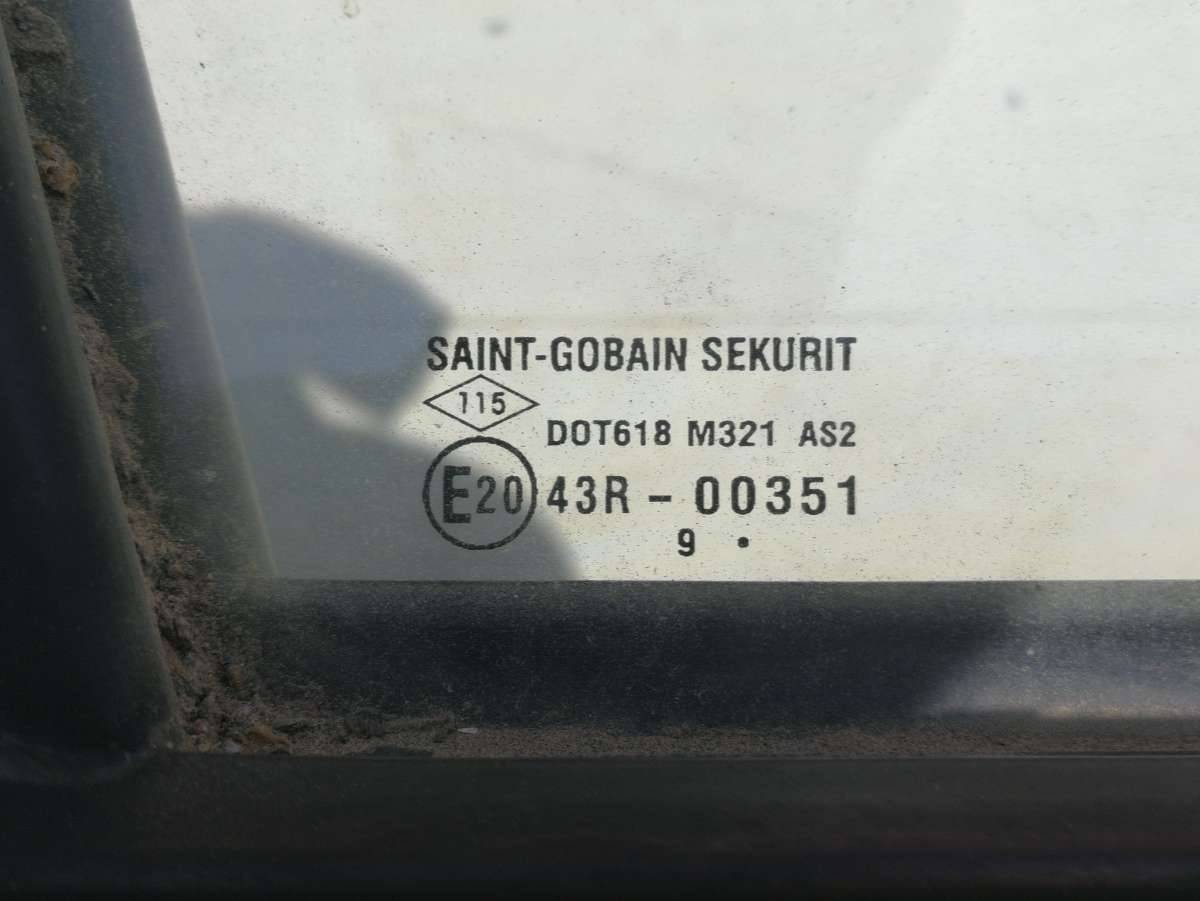 SAINT-GOBAIN SEKURIT
115
DOT618 M321 AS2
E20 43R - 00351
9 •